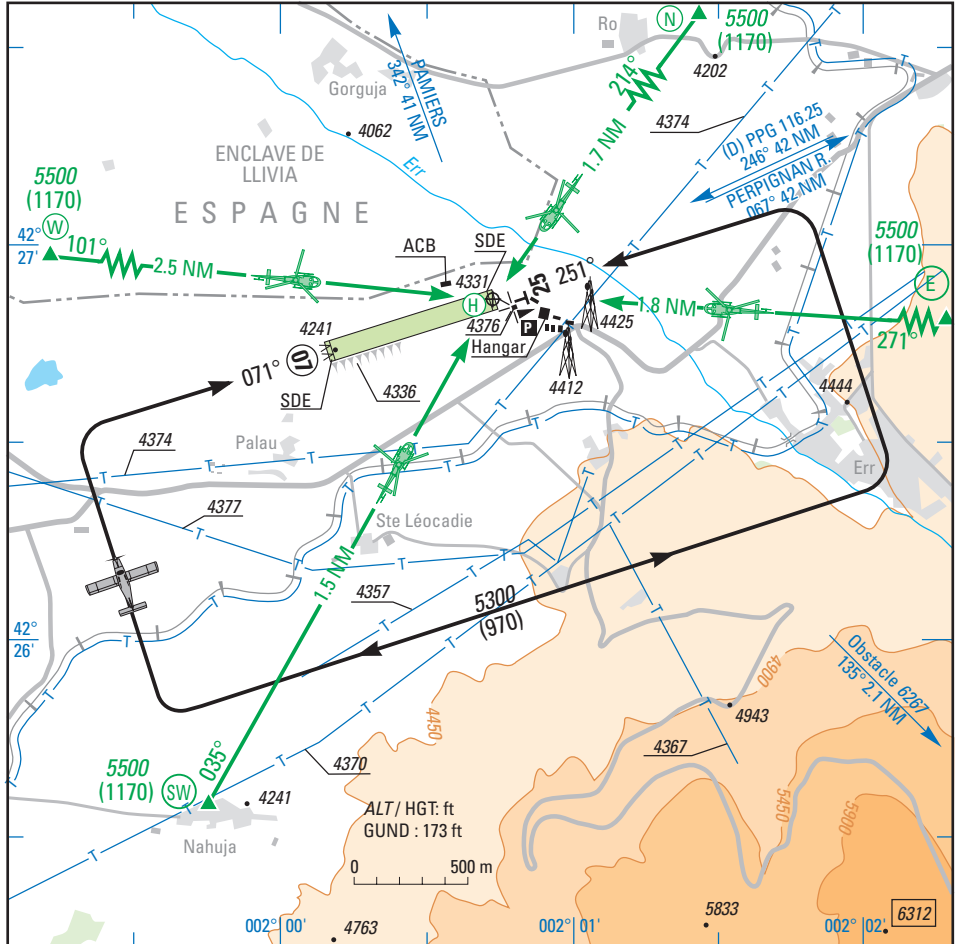 Ro
N
5500
(1170)
4202
PAMIERS
342° 41 NM
Gorguja
4062
214°
1.7 NM
4374
(D) PPG 116.25
246° 42 NM
PERPIGNAN R.
067° 42 NM
ENCLAVE DE
LLIVIA
Err
ESPAGNE
5500
(1170)
W
101°
2.5 NM
42°
27'
ACB
SDE
4331
H
25
251°
5500
(1170)
E
1.8 NM
271°
4376
P
Hangar
4425
4412
4241
071°
07
SDE
4336
4444
Err
4374
Palau
4377
Ste Léocadie
1.5 NM
4357
5300
(970)
42°
26'
4900
4943
Obstacle 6267
135° 2.1 NM
4450
4367
5450
5900
4370
5500
(1170)
SW
035°
4241
Nahuja
ALT / HGT: ft
GUND : 173 ft
0 500 m
002° 00'
4763
002° 01'
5833
002° 02'
6312
T T T T T T T T T T T T T T T T T T T T T T T T T T T T T T T T T T T T